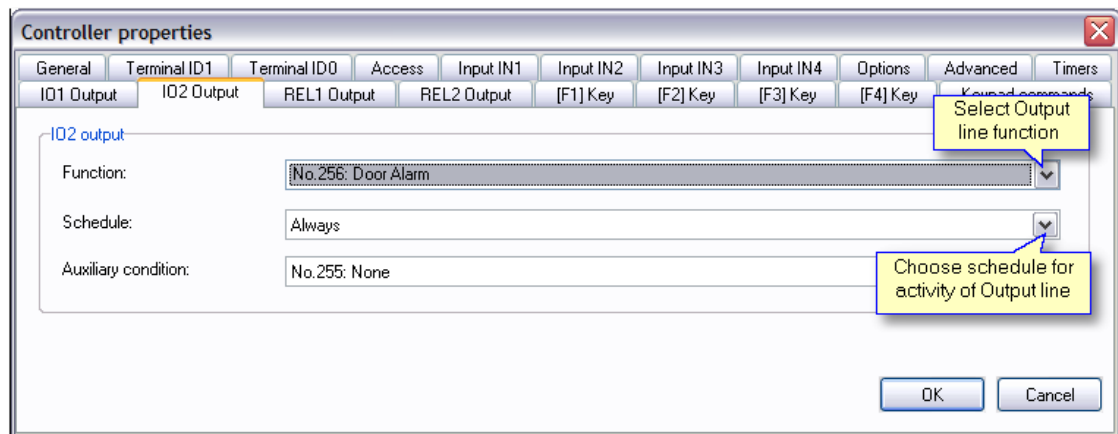 Controller properties
General Terminal ID1 Terminal ID0 Access Input IN1 Input IN2 Input IN3 Input IN4 Options Advanced Timers
IO1 Output IO2 Output REL1 Output REL2 Output [F1] Key [F2] Key [F3] Key [F4] Key Keypad commands
Select Output
line function
IO2 output
Function: No.256: Door Alarm
Schedule: Always
Auxiliary condition: No.255: None
Choose schedule for
activity of Output line
OK Cancel